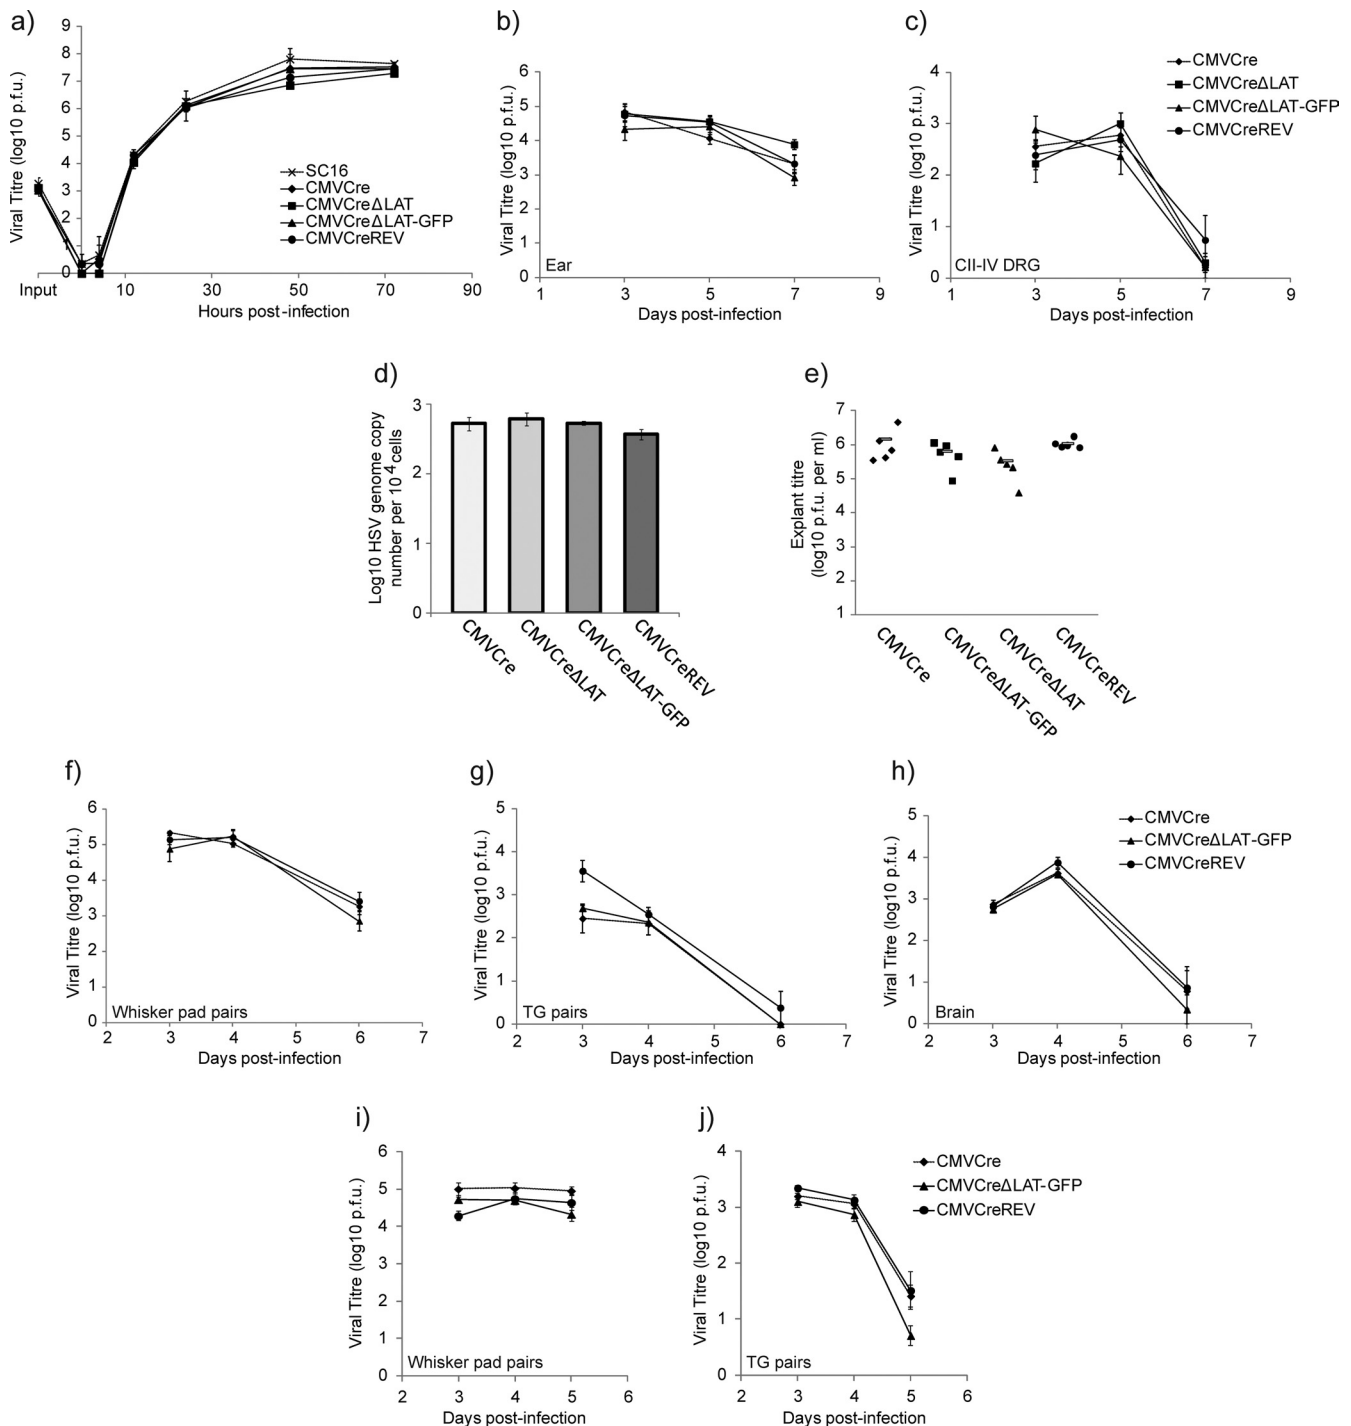 a)
9
8
7
6
5
4
3
2
1
0
Viral Titre (log10 p.f.u.)
Input
10
30
50
70
90
Hours post-infection
SC16
CMVCre
CMVCreΔLAT
CMVCreΔLAT-GFP
CMVCreREV
b)
6
5
4
3
2
1
0
Viral Titre (log10 p.f.u.)
Ear
1
3
5
7
9
Days post-infection
c)
4
3
2
1
0
Viral Titre (log10 p.f.u.)
CII-IV DRG
1
3
5
7
9
Days post-infection
CMVCre
CMVCreΔLAT
CMVCreΔLAT-GFP
CMVCreREV
d)
3
2
1
0
Log10 HSV genome copy
number per 10⁴ cells
CMVCre
CMVCreΔLAT
CMVCreΔLAT-GFP
CMVCreREV
e)
7
6
5
4
3
2
1
Explant titre
(log10 p.f.u. per ml)
CMVCre
CMVCreΔLAT-GFP
CMVCreΔLAT
CMVCreREV
f)
6
5
4
3
2
1
0
Viral Titre (log10 p.f.u.)
Whisker pad pairs
2
3
4
5
6
7
Days post-infection
g)
5
4
3
2
1
0
Viral Titre (log10 p.f.u.)
TG pairs
2
3
4
5
6
7
Days post-infection
h)
5
4
3
2
1
0
Viral Titre (log10 p.f.u.)
Brain
2
3
4
5
6
7
Days post-infection
CMVCre
CMVCreΔLAT-GFP
CMVCreREV
i)
6
5
4
3
2
1
0
Viral Titre (log10 p.f.u.)
Whisker pad pairs
2
3
4
5
6
Days post-infection
j)
4
3
2
1
0
Viral Titre (log10 p.f.u.)
TG pairs
2
3
4
5
6
Days post-infection
CMVCre
CMVCreΔLAT-GFP
CMVCreREV